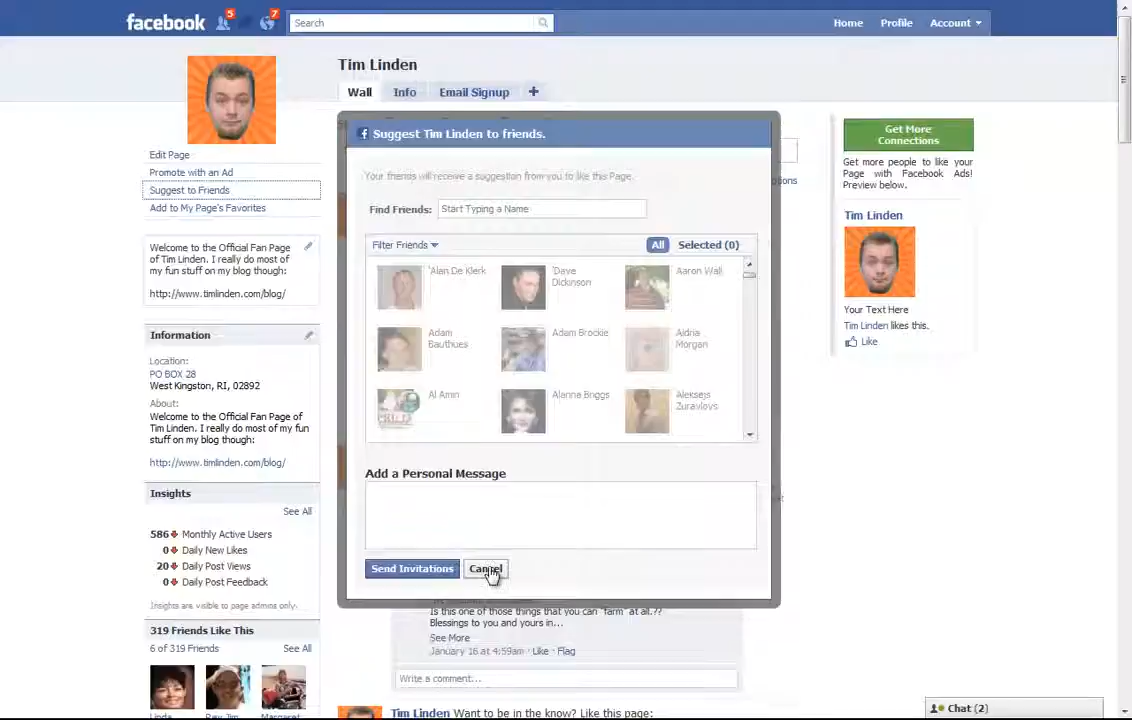 facebook 5 7 Search Home Profile Account
Tim Linden
Wall Info Email Signup +
Edit Page
Promote with an Ad
Suggest to Friends
Add to My Page's Favorites
Welcome to the Official Fan Page
of Tim Linden. I really do most of
my fun stuff on my blog though:
http://www.timlinden.com/blog/
Information
Location:
PO BOX 28
West Kingston, RI, 02892
About:
Welcome to the Official Fan Page of
Tim Linden. I really do most of my fun
stuff on my blog though:
http://www.timlinden.com/blog/
Insights
See All
586 Monthly Active Users
0 Daily New Likes
20 Daily Post Views
0 Daily Post Feedback
Insights are visible to page admins only.
319 Friends Like This
6 of 319 Friends See All
Linda
Margaret
Suggest Tim Linden to friends.
Your friends will receive a suggestion from you to like this Page.
Find Friends: Start Typing a Name
Filter Friends All Selected (0)
'Alan De Klerk
'Dave
Dickinson
Aaron Wall
Adam
Bauthues
Adam Brockie
Aidria
Morgan
Al Amin
Alanna Briggs
Aleksejs
Zuravlovs
Add a Personal Message
Send Invitations Cancel
Is this one of those things that you can "farm" at all.??
Blessings to you and yours in...
See More
January 16 at 4:59am · Like · Flag
Write a comment...
Tim Linden Want to be in the know? Like this page:
Get More
Connections
Get more people to like your
Page with Facebook Ads!
Preview below.
Tim Linden
Your Text Here
Tim Linden likes this.
Like
Chat (2)